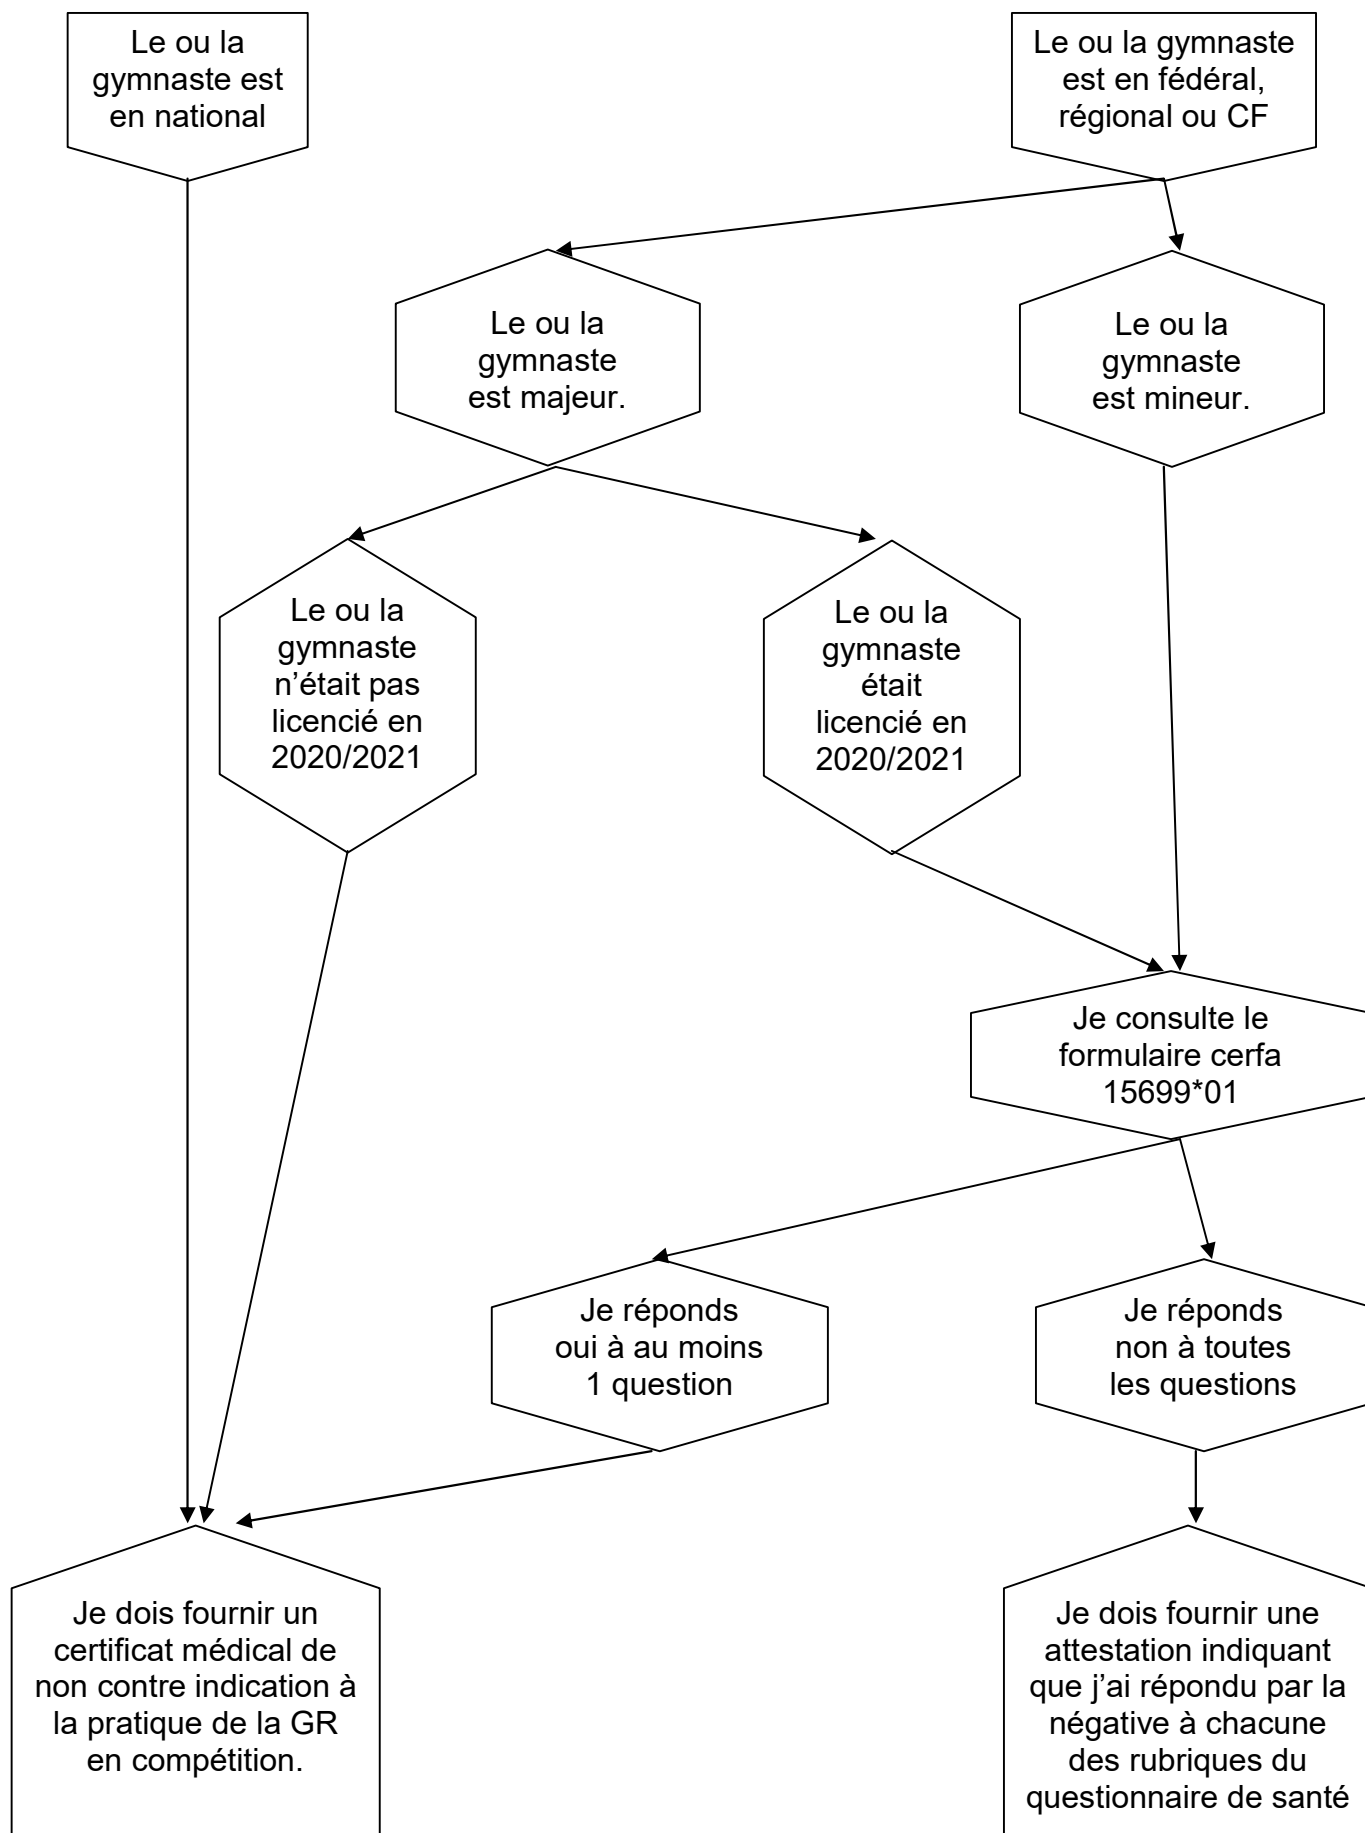 Le ou la
gymnaste est
en national
Le ou la gymnaste
est en fédéral,
régional ou CF
Le ou la
gymnaste
est majeur.
Le ou la
gymnaste
est mineur.
Le ou la
gymnaste
n’était pas
licencié en
2020/2021
Le ou la
gymnaste
était
licencié en
2020/2021
Je consulte le
formulaire cerfa
15699*01
Je réponds
oui à au moins
1 question
Je réponds
non à toutes
les questions
Je dois fournir un
certificat médical de
non contre indication à
la pratique de la GR
en compétition.
Je dois fournir une
attestation indiquant
que j’ai répondu par la
négative à chacune
des rubriques du
questionnaire de santé